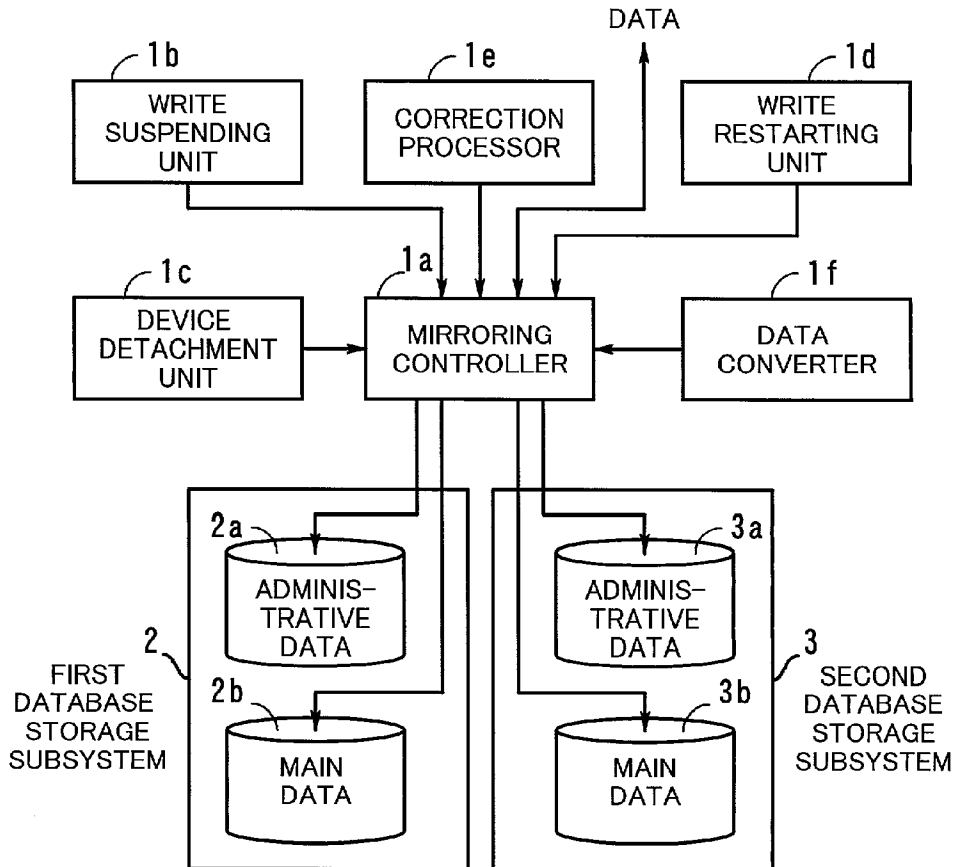 DATA
1b
1e
1d
WRITE
SUSPENDING
UNIT
CORRECTION
PROCESSOR
WRITE
RESTARTING
UNIT
1c
1a
1f
DEVICE
DETACHMENT
UNIT
MIRRORING
CONTROLLER
DATA
CONVERTER
2a
ADMINIS-
TRATIVE
DATA
3a
ADMINIS-
TRATIVE
DATA
2
FIRST
DATABASE
STORAGE
SUBSYSTEM
2b
MAIN
DATA
3b
MAIN
DATA
3
SECOND
DATABASE
STORAGE
SUBSYSTEM